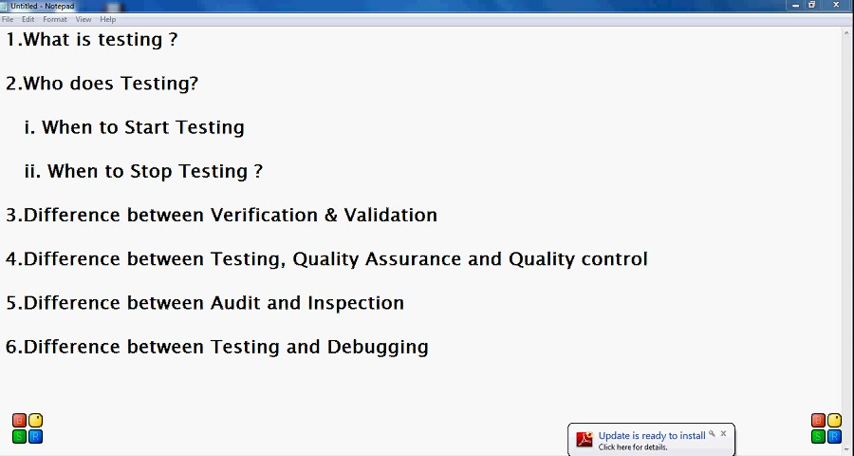 Untitled - Notepad
File Edit Format View Help
1.What is testing ?
2.Who does Testing?
i. When to Start Testing
ii. When to Stop Testing ?
3.Difference between Verification & Validation
4.Difference between Testing, Quality Assurance and Quality control
5.Difference between Audit and Inspection
6.Difference between Testing and Debugging
E
S R
E
S R
Update is ready to install
Click here for details.